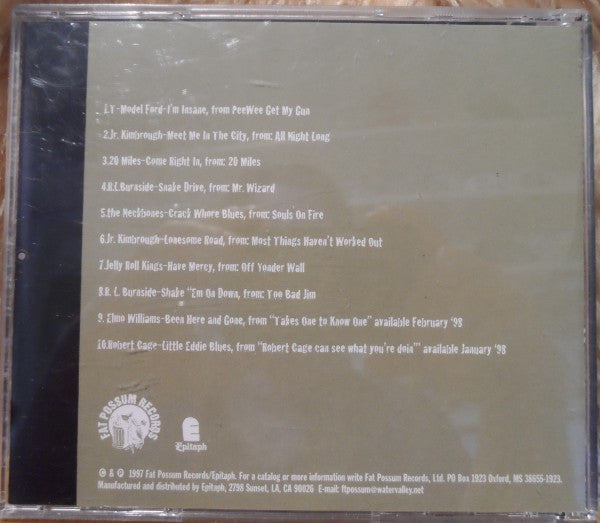 1.T-Model Ford-I'm Insane, from PeeWee Get My Gun
2.Jr. Kimbrough-Meet Me In The City, from: All Night Long
3.20 Miles-Come Right In, from: 20 Miles
4.R.L.Burnside-Snake Drive, from: Mr. Wizard
5.the Neckbones-Crack Whore Blues, from: Souls On Fire
6.Jr. Kimbrough-Lonesome Road, from: Most Things Haven't Worked Out
7.Jelly Roll Kings-Have Mercy, from: Off Yonder Wall
8.R. L. Burnside-Shake "Em On Down, from: Too Bad Jim
9. Elmo Williams-Been Here and Gone, from "Takes One to Know One" available February '98
10.Robert Cage-Little Eddie Blues, from "Robert Cage can see what you're doin'" available January '98
FAT POSSUM RECORDS
E
Epitaph
© & ℗ 1997 Fat Possum Records/Epitaph. For a catalog or more information write Fat Possum Records, Ltd. PO BOX 1923 Oxford, MS 38655-1923.
Manufactured and distributed by Epitaph, 2798 Sunset, LA, CA 90026 E-mail: ftpossum@watervalley.net